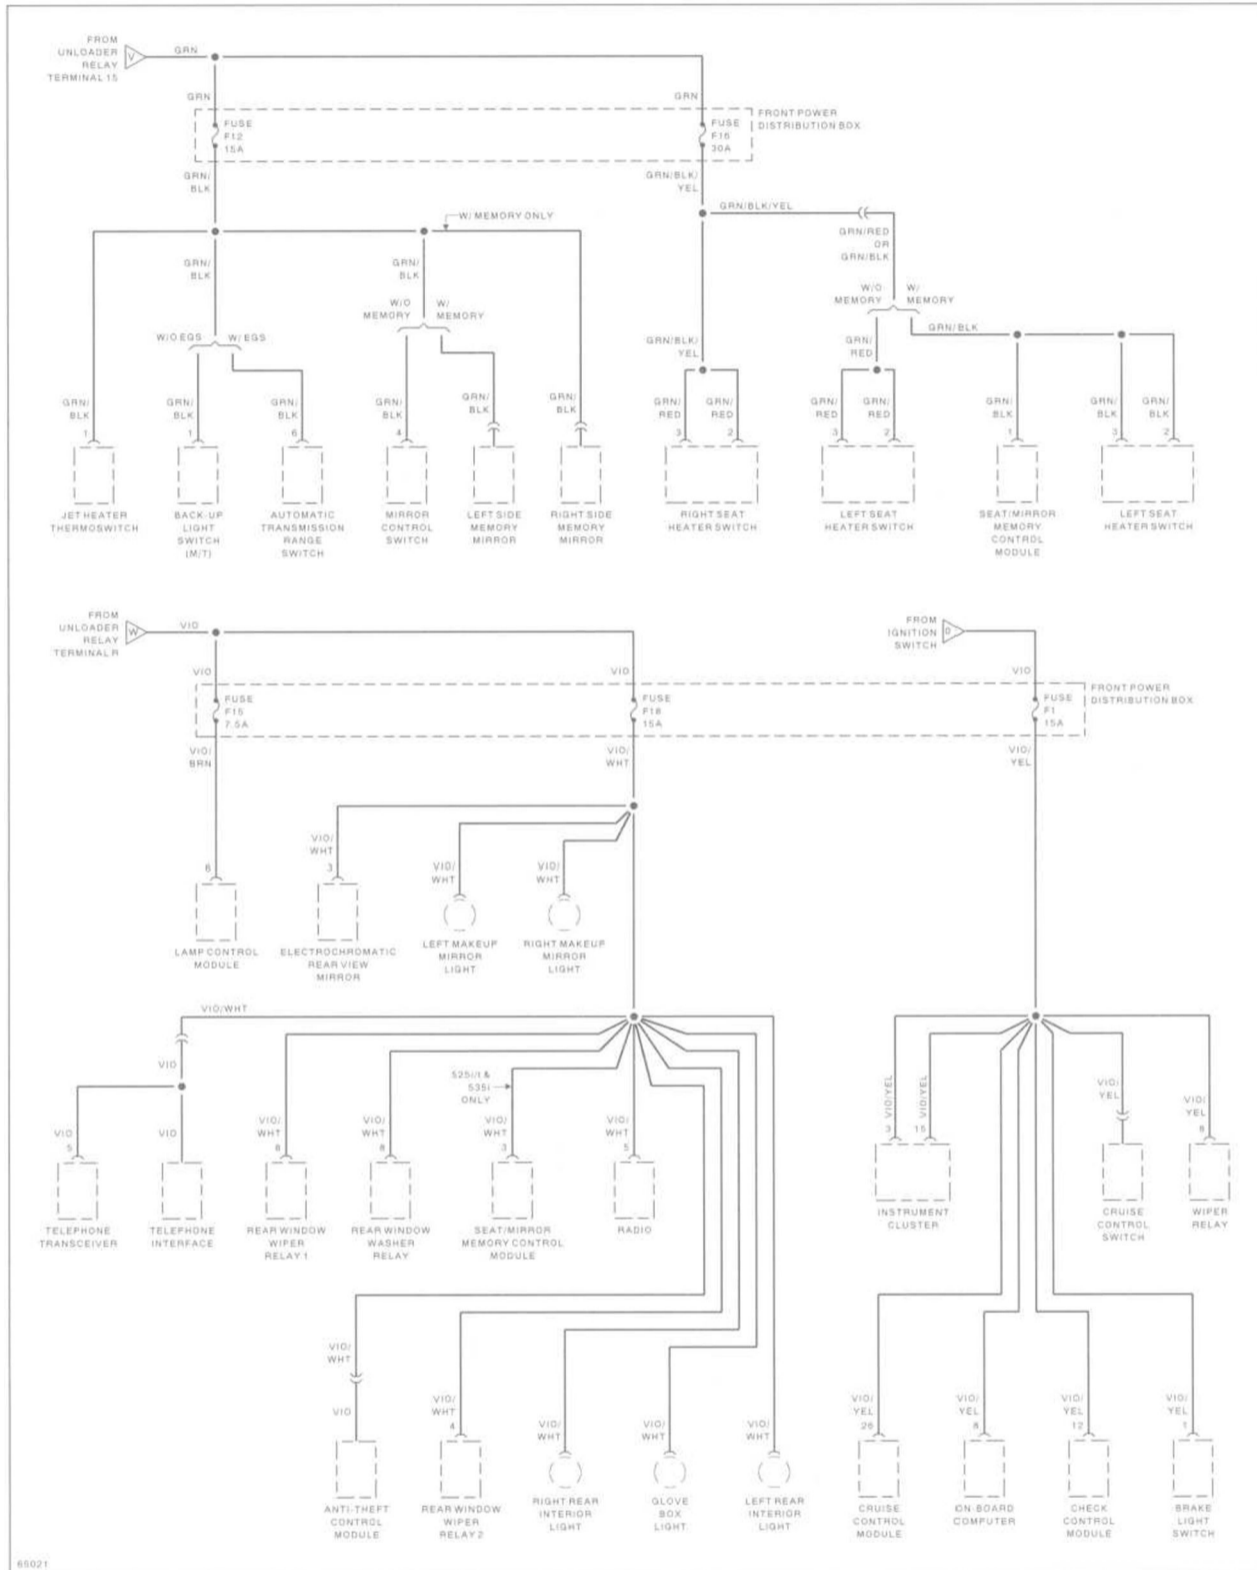 FROM
UNLOADER
RELAY
TERMINAL 15
V
GRN
GRN
GRN
FRONT POWER
DISTRIBUTION BOX
FUSE
F12
15A
FUSE
F16
30A
GRN/
BLK
GRN/BLK/
YEL
GRN/BLK/YEL
W/ MEMORY ONLY
GRN/RED
OR
GRN/BLK
GRN/
BLK
GRN/
BLK
W/O
MEMORY
W/
MEMORY
W/O
MEMORY
W/
MEMORY
W/O EGS
W/ EGS
GRN/BLK/
YEL
GRN/
RED
GRN/BLK
GRN/
BLK
1
GRN/
BLK
1
GRN/
BLK
6
GRN/
BLK
4
GRN/
BLK
GRN/
BLK
GRN/
RED
3
GRN/
RED
2
GRN/
RED
3
GRN/
RED
2
GRN/
BLK
1
GRN/
BLK
3
GRN/
BLK
2
JET HEATER
THERMOSWITCH
BACK-UP
LIGHT
SWITCH
(M/T)
AUTOMATIC
TRANSMISSION
RANGE
SWITCH
MIRROR
CONTROL
SWITCH
LEFT SIDE
MEMORY
MIRROR
RIGHT SIDE
MEMORY
MIRROR
RIGHT SEAT
HEATER SWITCH
LEFT SEAT
HEATER SWITCH
SEAT/MIRROR
MEMORY
CONTROL
MODULE
LEFT SEAT
HEATER SWITCH
FROM
UNLOADER
RELAY
TERMINAL R
W
VIO
FROM
IGNITION
SWITCH
VIO
VIO
VIO
FRONT POWER
DISTRIBUTION BOX
FUSE
F15
7.5A
FUSE
F18
15A
FUSE
F1
15A
VIO/
BRN
VIO/
WHT
VIO/
YEL
6
VIO/
WHT
3
VIO/
WHT
VIO/
WHT
LAMP CONTROL
MODULE
ELECTROCHROMATIC
REAR VIEW
MIRROR
LEFT MAKEUP
MIRROR
LIGHT
RIGHT MAKEUP
MIRROR
LIGHT
VIO/WHT
VIO
525i/t &
535i
ONLY
VIO
5
VIO
VIO/
WHT
8
VIO/
WHT
8
VIO/
WHT
3
VIO/
WHT
5
VIO/YEL
3
VIO/YEL
15
VIO/
YEL
VIO/
YEL
8
TELEPHONE
TRANSCEIVER
TELEPHONE
INTERFACE
REAR WINDOW
WIPER
RELAY 1
REAR WINDOW
WASHER
RELAY
SEAT/MIRROR
MEMORY CONTROL
MODULE
RADIO
INSTRUMENT
CLUSTER
CRUISE
CONTROL
SWITCH
WIPER
RELAY
VIO/
WHT
VIO
VIO/
WHT
4
VIO/
WHT
VIO/
WHT
VIO/
WHT
VIO/
YEL
26
VIO/
YEL
8
VIO/
YEL
12
VIO/
YEL
1
ANTI-THEFT
CONTROL
MODULE
REAR WINDOW
WIPER
RELAY 2
RIGHT REAR
INTERIOR
LIGHT
GLOVE
BOX
LIGHT
LEFT REAR
INTERIOR
LIGHT
CRUISE
CONTROL
MODULE
ON-BOARD
COMPUTER
CHECK
CONTROL
MODULE
BRAKE
LIGHT
SWITCH
65021